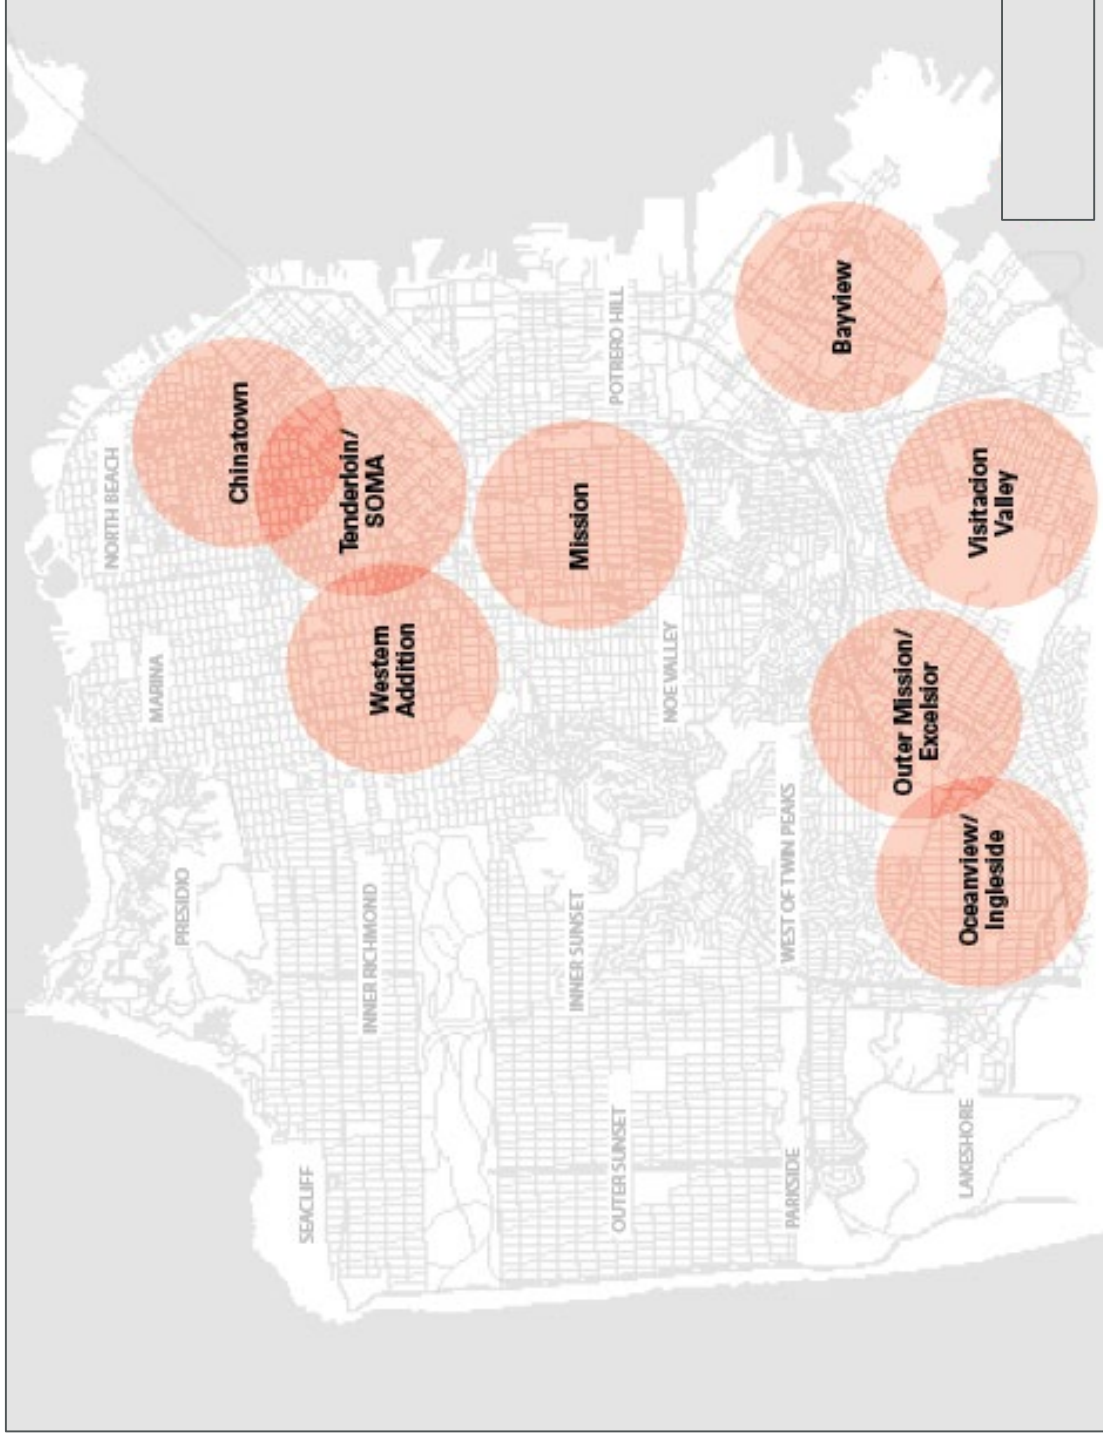 NORTH BEACH
MARINA
PRESIDIO
Chinatown
SEACLIFF
INNER RICHMOND
Tenderloin/
SOMA
Western
Addition
INNER SUNSET
Mission
OUTER SUNSET
POTRERO HILL
NOE VALLEY
WEST OF TWIN PEAKS
PARKSIDE
Bayview
Outer Mission/
Excelsior
LAKESHORE
Oceanview/
Ingleside
Visitacion
Valley